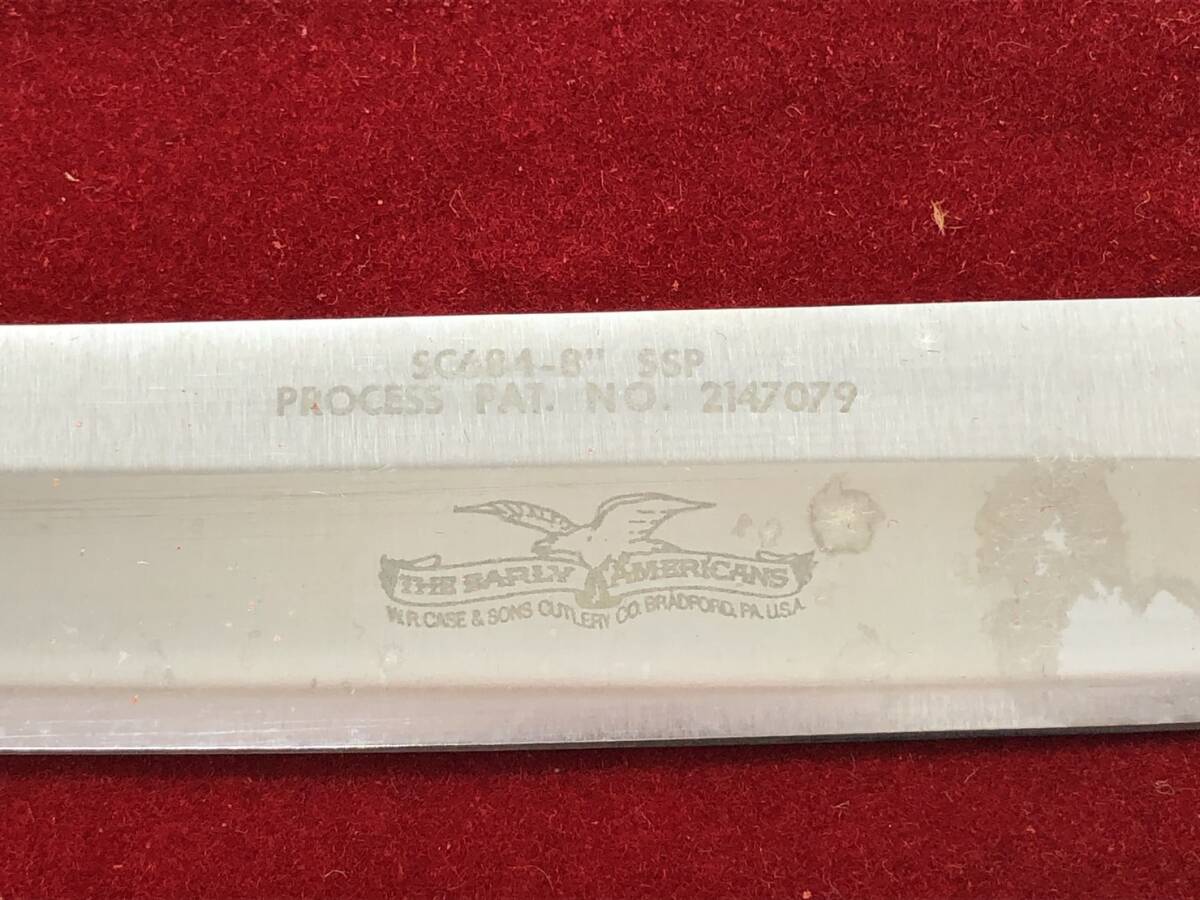 SC684-8" SSP
PROCESS PAT. NO. 2147079
THE EARLY AMERICANS
W.R. CASE & SONS CUTLERY CO. BRADFORD, PA. U.S.A.